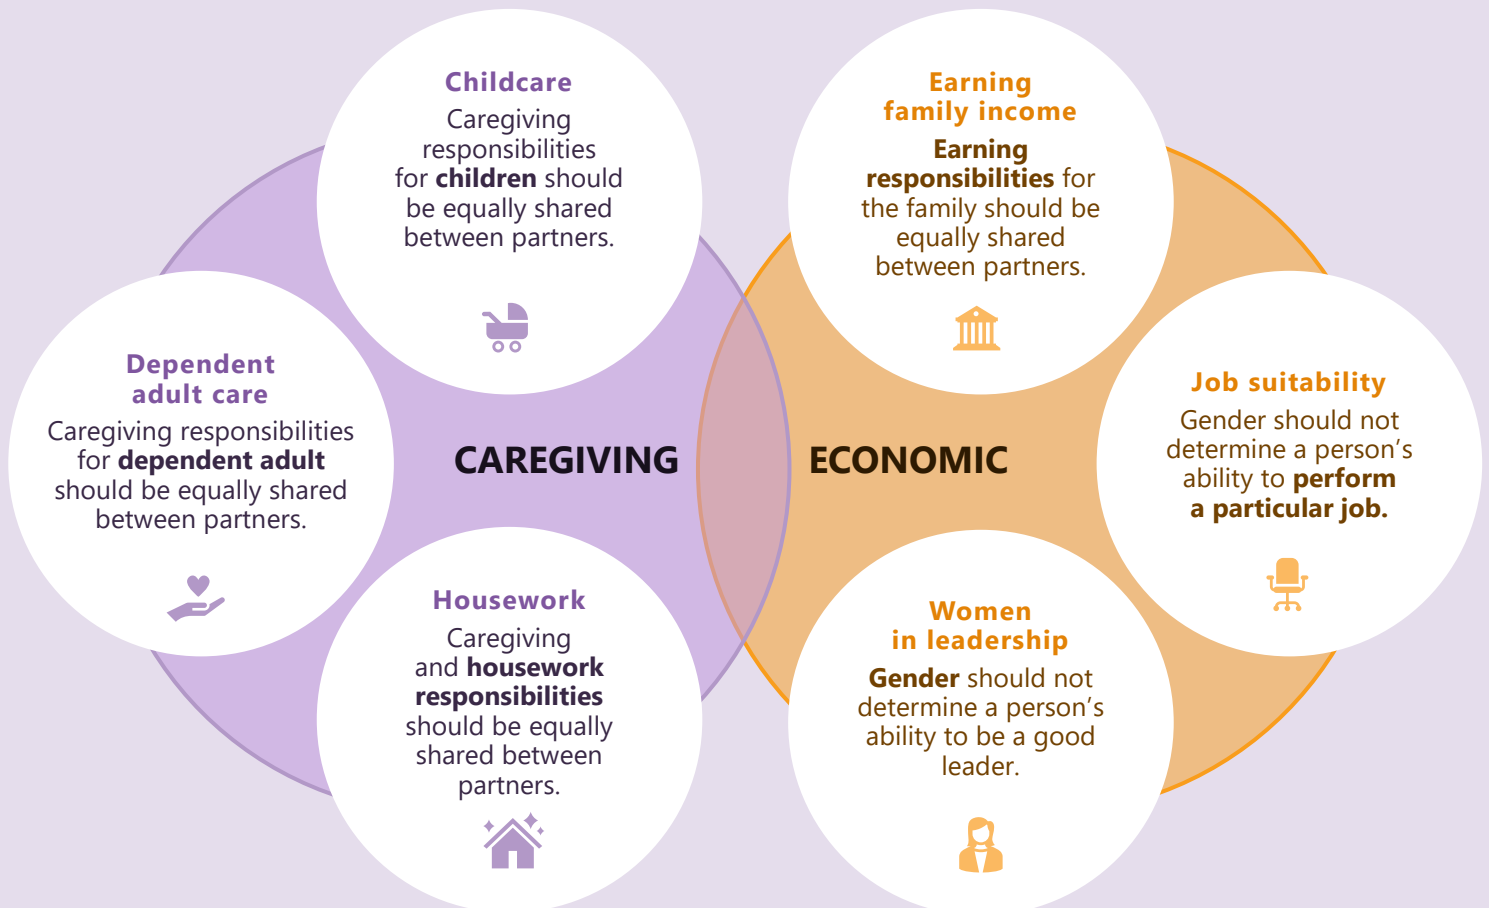 Childcare
Caregiving
responsibilities
for children should
be equally shared
between partners.
Earning
family income
Earning
responsibilities for
the family should be
equally shared
between partners.
Dependent
adult care
Caregiving responsibilities
for dependent adult
should be equally shared
between partners.
CAREGIVING
ECONOMIC
Job suitability
Gender should not
determine a person’s
ability to perform
a particular job.
Housework
Caregiving
and housework
responsibilities
should be equally
shared between
partners.
Women
in leadership
Gender should not
determine a person’s
ability to be a good
leader.